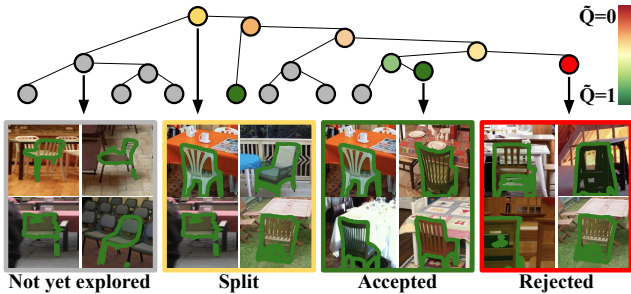 Q̃=0
Q̃=1
Not yet explored
Split
Accepted
Rejected